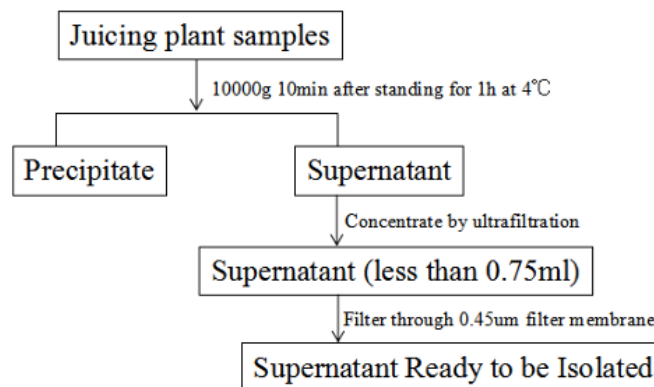 Juicing plant samples
10000g 10min after standing for 1h at 4℃
Precipitate
Supernatant
Concentrate by ultrafiltration
Supernatant (less than 0.75ml)
Filter through 0.45um filter membrane
Supernatant Ready to be Isolated